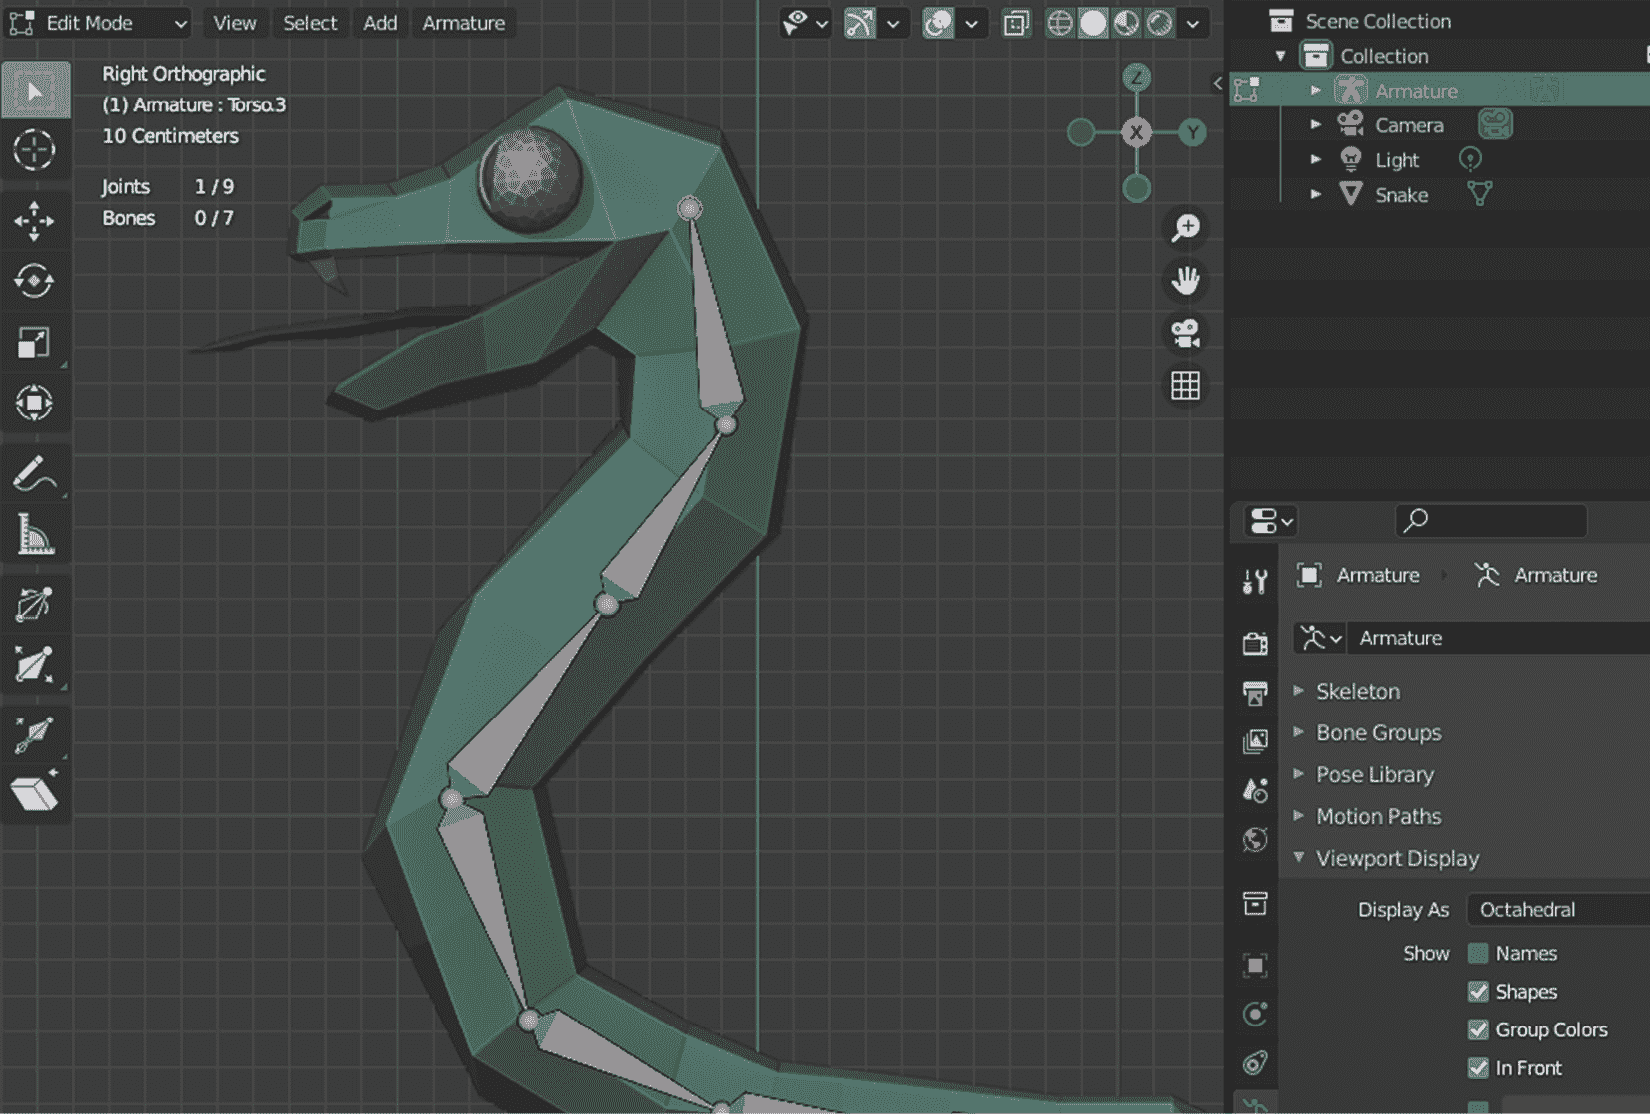 Edit Mode View Select Add Armature
Right Orthographic
(1) Armature : Torso.3
10 Centimeters
Joints 1/9
Bones 0/7
Z
X
Y
Scene Collection
Collection
Armature
Camera
Light
Snake
Armature Armature
Armature
Skeleton
Bone Groups
Pose Library
Motion Paths
Viewport Display
Display As Octahedral
Show Names
Shapes
Group Colors
In Front